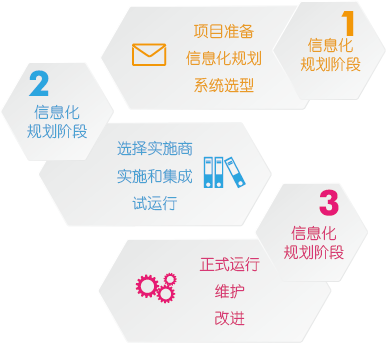 1
信息化
规划阶段
项目准备
信息化规划
系统选型
2
信息化
规划阶段
选择实施商
实施和集成
试运行
3
信息化
规划阶段
正式运行
维护
改进